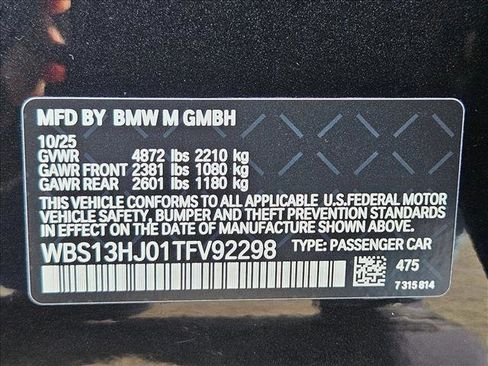 MFD BY BMW M GMBH
10/25
GVWR 4872 lbs 2210 kg
GAWR FRONT 2381 lbs 1080 kg
GAWR REAR 2601 lbs 1180 kg
THIS VEHICLE CONFORMS TO ALL APPLICABLE U.S.FEDERAL MOTOR
VEHICLE SAFETY, BUMPER AND THEFT PREVENTION STANDARDS
IN EFFECT ON THE DATE OF MANUFACTURE SHOWN ABOVE.
WBS13HJ01TFV92298 TYPE: PASSENGER CAR
475
7 315 814